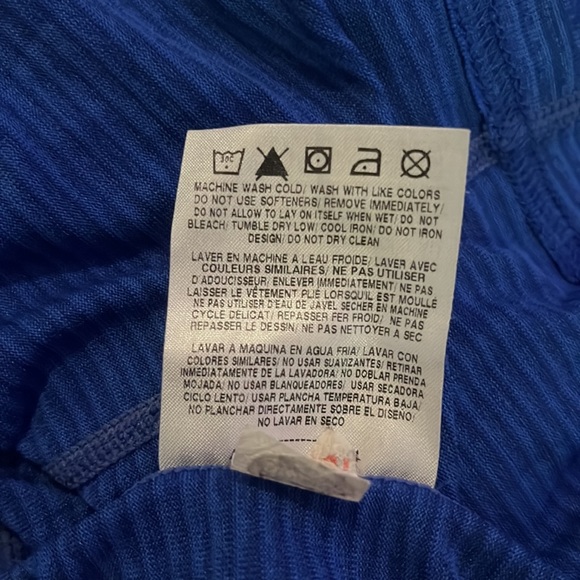 30C
MACHINE WASH COLD/ WASH WITH LIKE COLORS
DO NOT USE SOFTENERS/ REMOVE IMMEDIATELY/
DO NOT ALLOW TO LAY ON ITSELF WHEN WET/ DO NOT
BLEACH/ TUMBLE DRY LOW/ COOL IRON/ DO NOT IRON
DESIGN/ DO NOT DRY CLEAN
LAVER EN MACHINE A L'EAU FROIDE/ LAVER AVEC
COULEURS SIMILAIRES/ NE PAS UTILISER
D'ADOUCISSEUR/ ENLEVER IMMÉDIATEMENT/ NE PAS
LAISSER LE VÊTEMENT PLIÉ LORSQU'IL EST MOUILLÉ
NE PAS UTILISER D'EAU DE JAVEL SECHER EN MACHINE
CYCLE DELICAT/ REPASSER FER FROID/ NE PAS
REPASSER LE DESSIN/ NE PAS NETTOYER A SEC
LAVAR A MAQUINA EN AGUA FRIA/ LAVAR CON
COLORES SIMILARES/ NO USAR SUAVIZANTES/ RETIRAR
INMEDIATAMENTE DE LA LAVADORA/ NO DOBLAR PRENDA
MOJADA/ NO USAR BLANQUEADORES/ USAR SECADORA
CICLO LENTO/ USAR PLANCHA TEMPERATURA BAJA/
NO PLANCHAR DIRECTAMENTE SOBRE EL DISEÑO/
NO LAVAR EN SECO